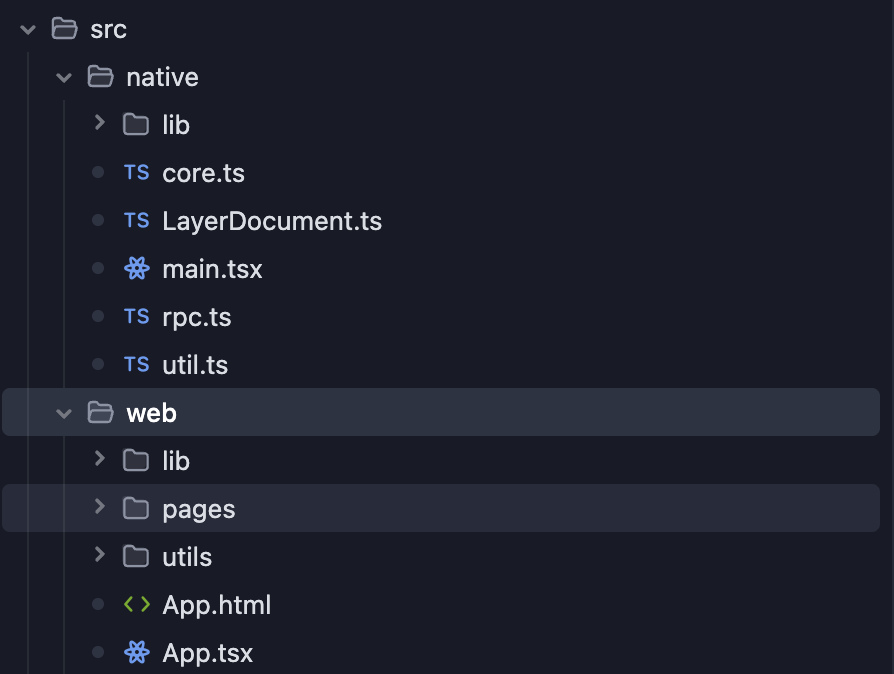 src
native
lib
TS core.ts
TS LayerDocument.ts
main.tsx
TS rpc.ts
TS util.ts
web
lib
pages
utils
App.html
App.tsx